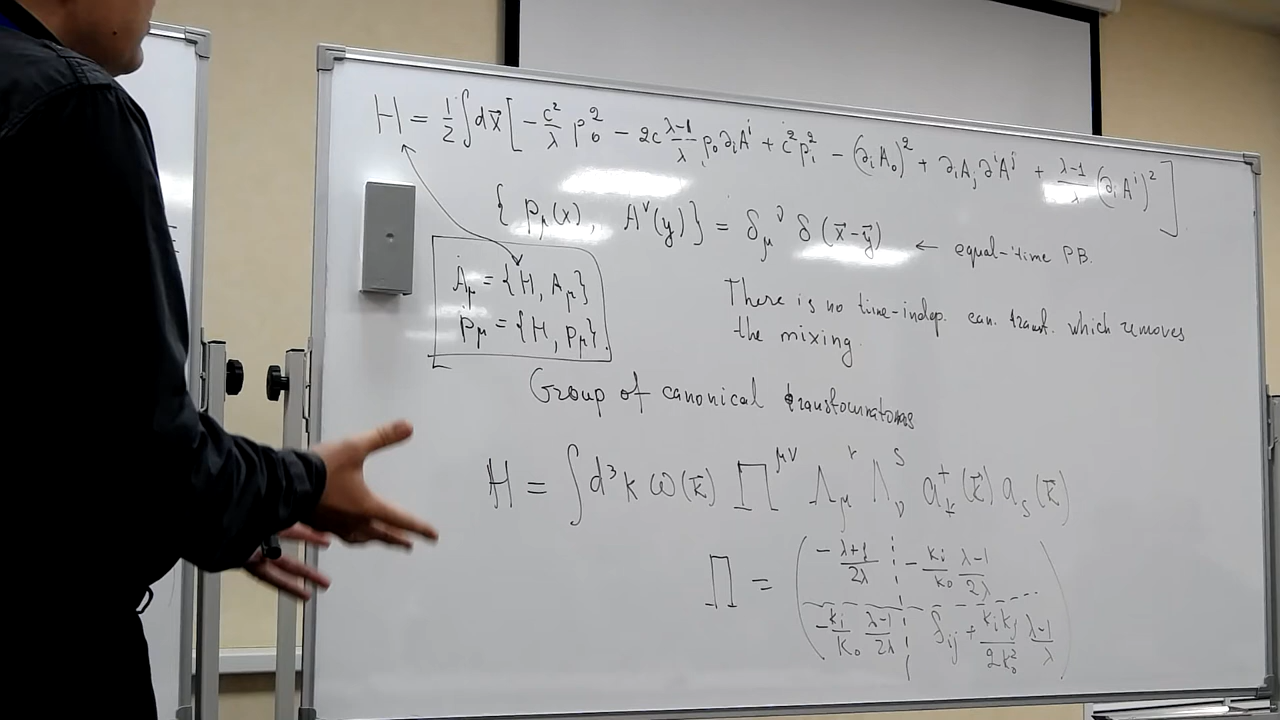 H = 1/2 ∫dx⃗ [ - c²/λ p₀² - 2c (λ-1)/λ p₀ ∂ᵢAⁱ + c² pᵢ² - (∂ᵢA₀)² + ∂ᵢAⱼ∂ⁱAʲ + (λ-1)/λ (∂ᵢAⁱ)² ]
{ p_μ(x), A^ν(y) } = δ_μ^ν δ(x⃗-y⃗) ← equal-time PB.
Ȧ_μ = {H, A_μ}
ṗ_μ = {H, p_μ}.
There is no time-indep. can. transf. which removes
the mixing.
Group of canonical transformations
H = ∫d³k ω(k⃗) Π^{μν} Λ_μ^r Λ_ν^s a_r⁺(k⃗) a_s(k⃗)
Π = ( - (λ+1)/2λ ¦ - kᵢ/k₀ (λ-1)/2λ
- kᵢ/k₀ (λ-1)/2λ ¦ δᵢⱼ + kᵢkⱼ/2k₀² (λ-1)/λ )